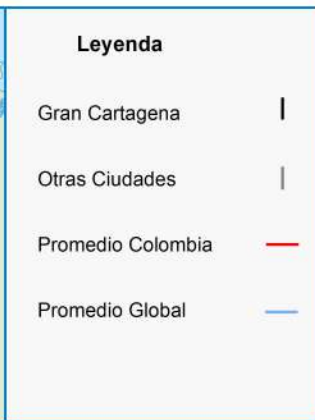 Leyenda
Gran Cartagena
Otras Ciudades
Promedio Colombia
Promedio Global